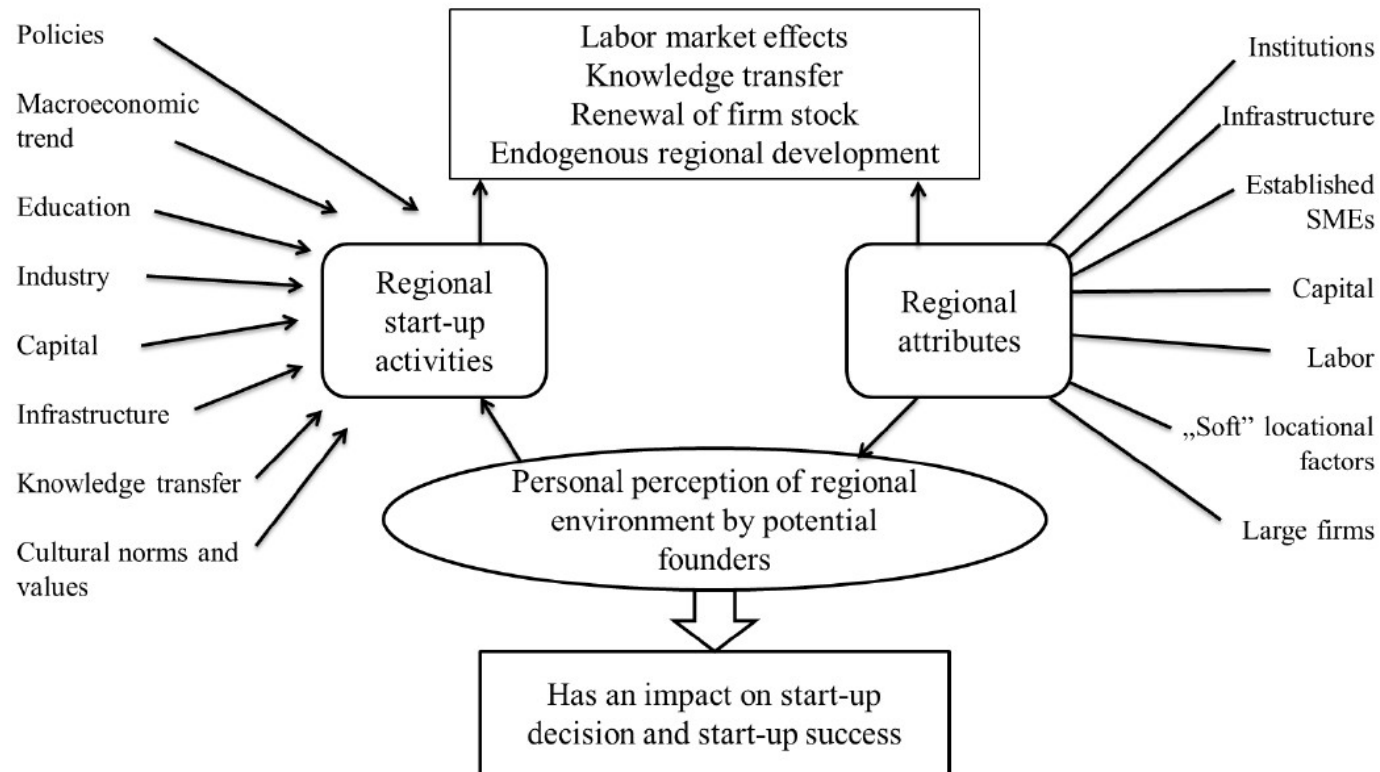 Policies
Macroeconomic
trend
Education
Industry
Capital
Infrastructure
Knowledge transfer
Cultural norms and
values
Labor market effects
Knowledge transfer
Renewal of firm stock
Endogenous regional development
Regional
start-up
activities
Regional
attributes
Personal perception of regional
environment by potential
founders
Has an impact on start-up
decision and start-up success
Institutions
Infrastructure
Established
SMEs
Capital
Labor
„Soft” locational
factors
Large firms